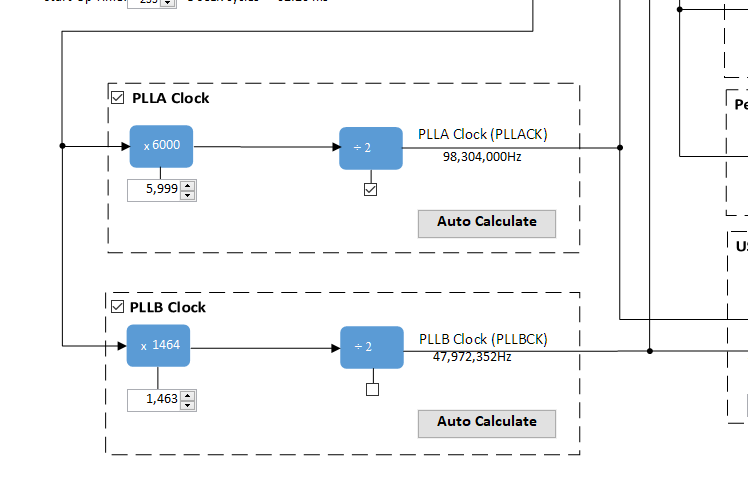 PLLA Clock
x 6000
÷ 2
PLLA Clock (PLLACK)
98,304,000Hz
5,999
Auto Calculate
PLLB Clock
x 1464
÷ 2
PLLB Clock (PLLBCK)
47,972,352Hz
1,463
Auto Calculate